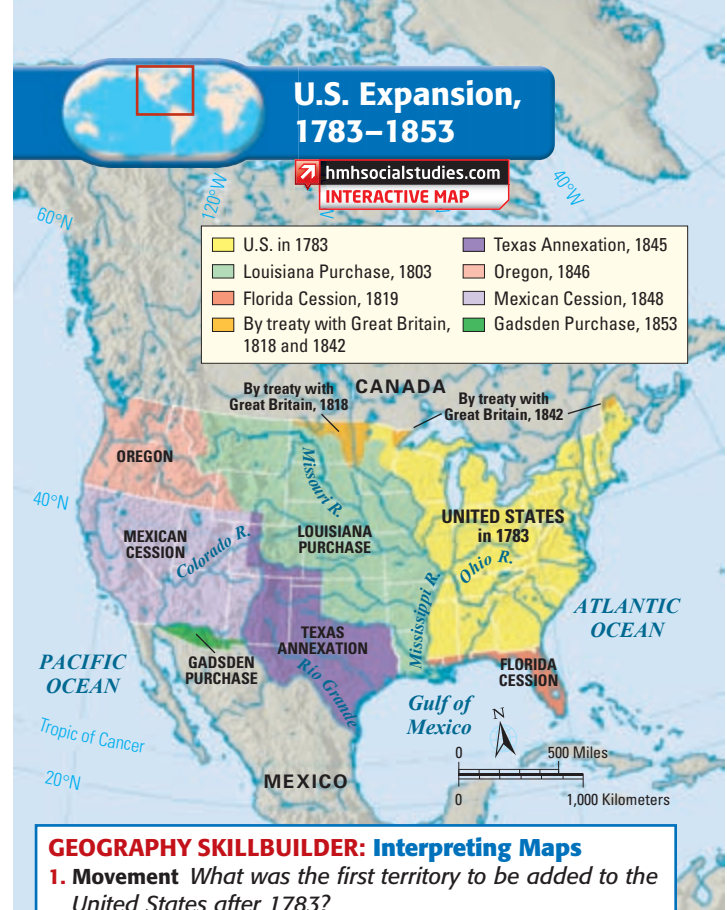 U.S. Expansion,
1783–1853
hmhsocialstudies.com
INTERACTIVE MAP
60°N
120°W
40°W
U.S. in 1783
Louisiana Purchase, 1803
Florida Cession, 1819
By treaty with Great Britain,
1818 and 1842
Texas Annexation, 1845
Oregon, 1846
Mexican Cession, 1848
Gadsden Purchase, 1853
By treaty with
Great Britain, 1818
CANADA
By treaty with
Great Britain, 1842
OREGON
Missouri R.
40°N
MEXICAN
CESSION
Colorado R.
LOUISIANA
PURCHASE
UNITED STATES
in 1783
Ohio R.
Mississippi R.
ATLANTIC
OCEAN
PACIFIC
OCEAN
GADSDEN
PURCHASE
TEXAS
ANNEXATION
Rio Grande
FLORIDA
CESSION
Gulf of
Mexico
N
Tropic of Cancer
20°N
MEXICO
0 500 Miles
0 1,000 Kilometers
GEOGRAPHY SKILLBUILDER: Interpreting Maps
1. Movement What was the first territory to be added to the
United States after 1783?